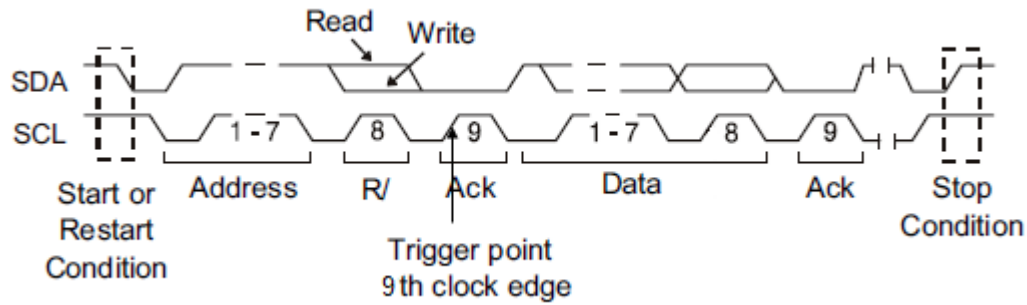 Read
Write
SDA
SCL
1 - 7
8
9
1 - 7
8
9
Start or
Restart
Condition
Address
R/
Ack
Data
Ack
Stop
Condition
Trigger point
9th clock edge